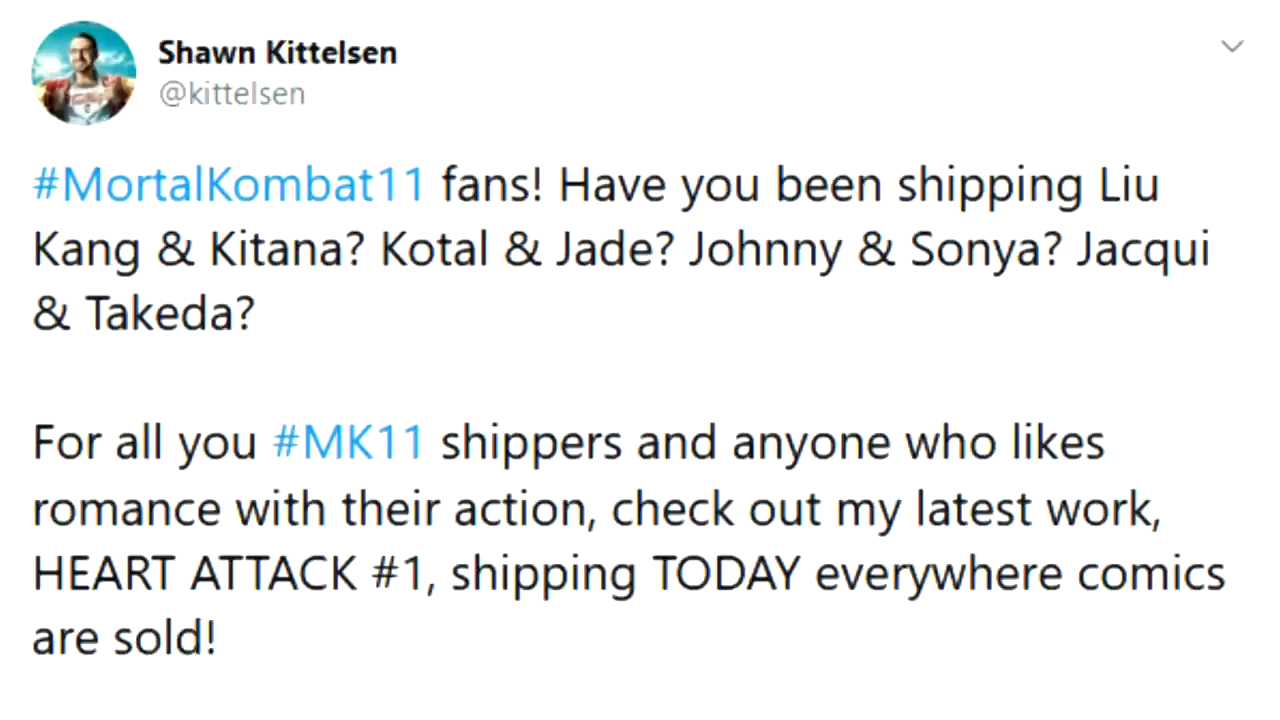 Shawn Kittelsen
@kittelsen
#MortalKombat11 fans! Have you been shipping Liu
Kang & Kitana? Kotal & Jade? Johnny & Sonya? Jacqui
& Takeda?
For all you #MK11 shippers and anyone who likes
romance with their action, check out my latest work,
HEART ATTACK #1, shipping TODAY everywhere comics
are sold!